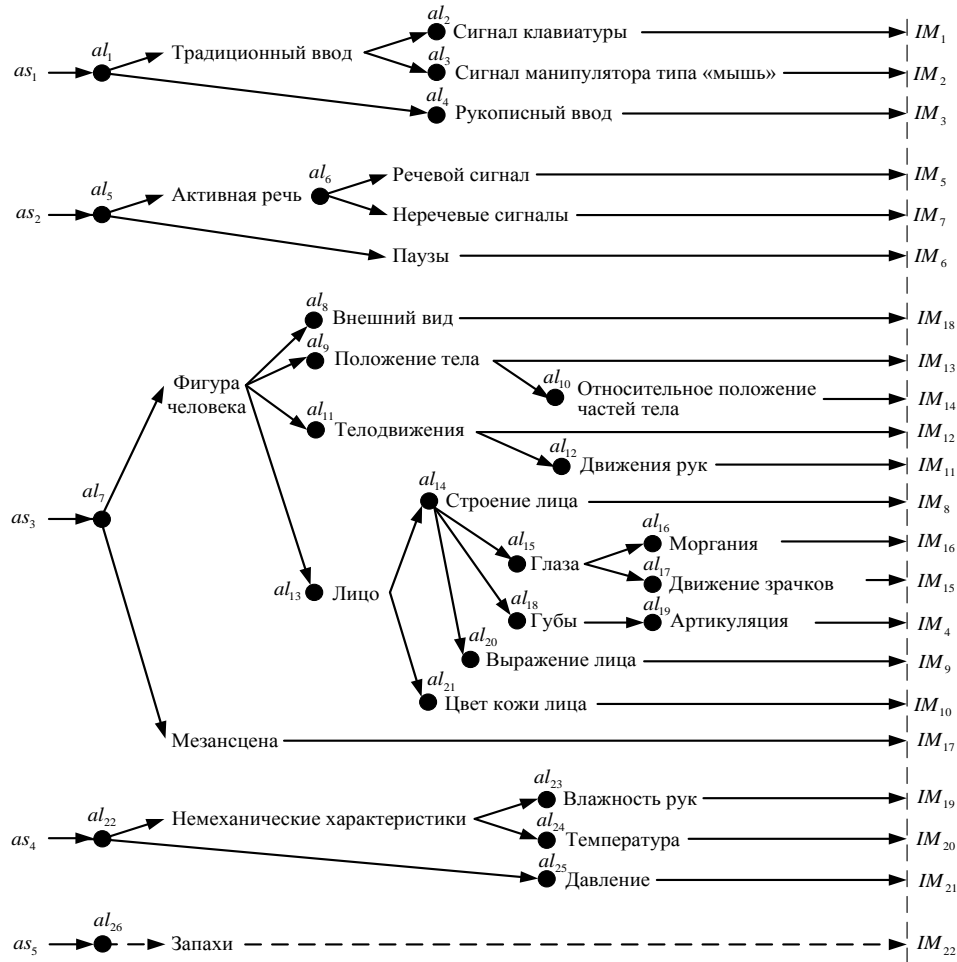 al₂ Сигнал клавиатуры IM₁
as₁ al₁ Традиционный ввод
al₃ Сигнал манипулятора типа «мышь» IM₂
al₄ Рукописный ввод IM₃
al₆ Речевой сигнал IM₅
as₂ al₅ Активная речь
Неречевые сигналы IM₇
Паузы IM₆
al₈ Внешний вид IM₁₈
al₉ Положение тела IM₁₃
Фигура
человека
al₁₀ Относительное положение
частей тела IM₁₄
al₁₁ Телодвижения IM₁₂
al₁₂ Движения рук IM₁₁
as₃ al₇
al₁₄ Строение лица IM₈
al₁₆ Моргания IM₁₆
al₁₅ Глаза
al₁₇ Движение зрачков IM₁₅
al₁₃ Лицо
al₁₈ Губы al₁₉ Артикуляция IM₄
al₂₀ Выражение лица IM₉
al₂₁ Цвет кожи лица IM₁₀
Мезансцена IM₁₇
al₂₃ Влажность рук IM₁₉
as₄ al₂₂ Немеханические характеристики
al₂₄ Температура IM₂₀
al₂₅ Давление IM₂₁
as₅ al₂₆ Запахи IM₂₂